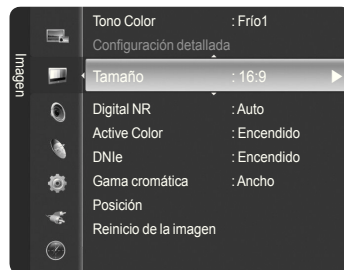 Imagen
Tono Color : Frío1
Configuración detallada
Tamaño : 16:9
Digital NR : Auto
Active Color : Encendido
DNIe : Encendido
Gama cromática : Ancho
Posición
Reinicio de la imagen